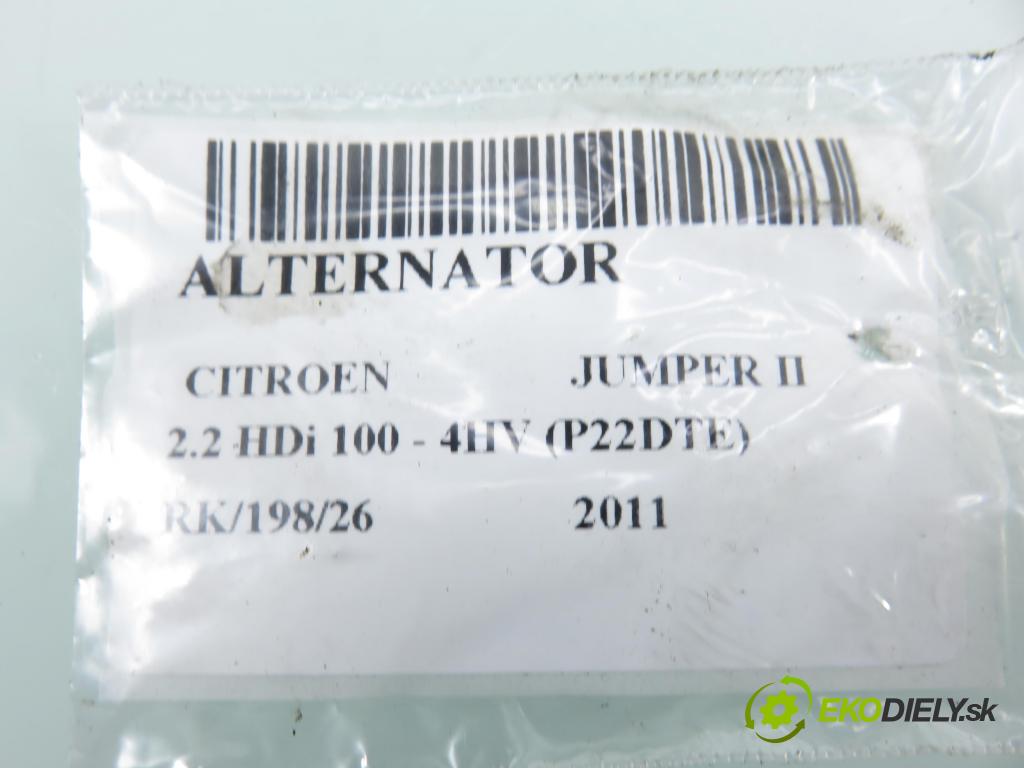 ALTERNATOR
CITROEN JUMPER II
2.2 HDi 100 - 4HV (P22DTE)
RK/198/26 2011
EKODIELY.sk